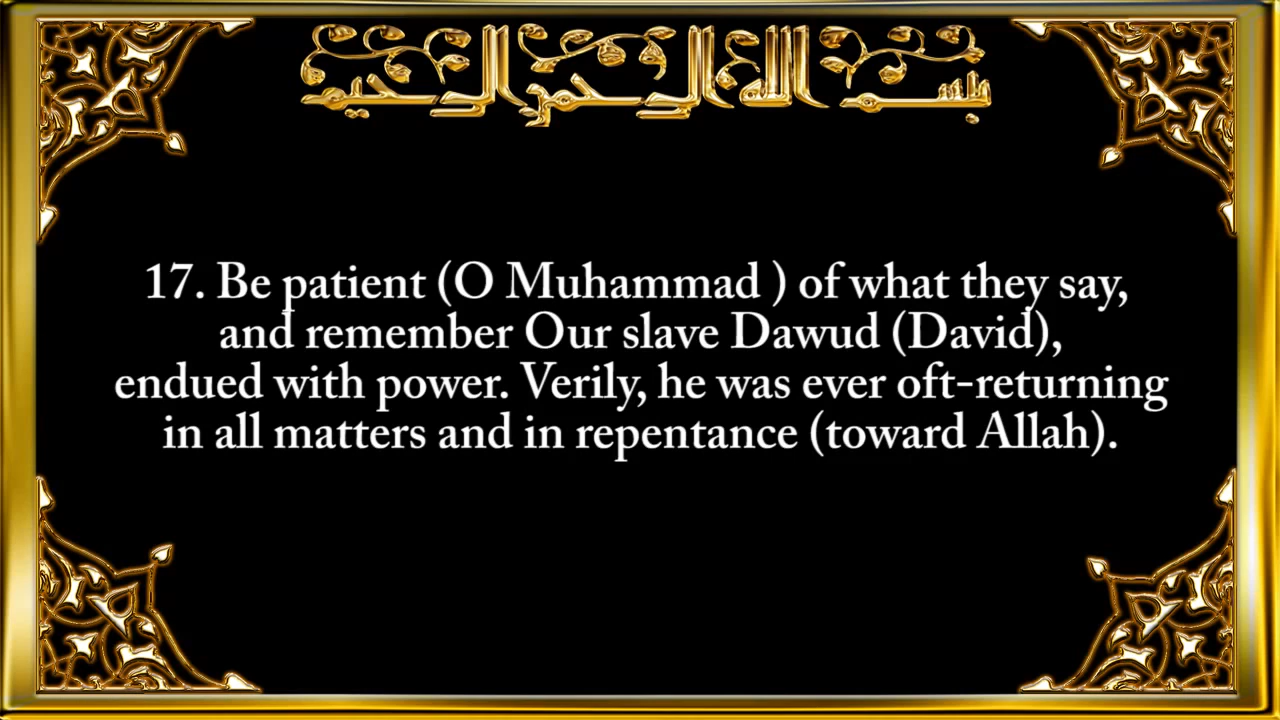 بسم الله الرحمن الرحيم
17. Be patient (O Muhammad ) of what they say,
and remember Our slave Dawud (David),
endued with power. Verily, he was ever oft-returning
in all matters and in repentance (toward Allah).